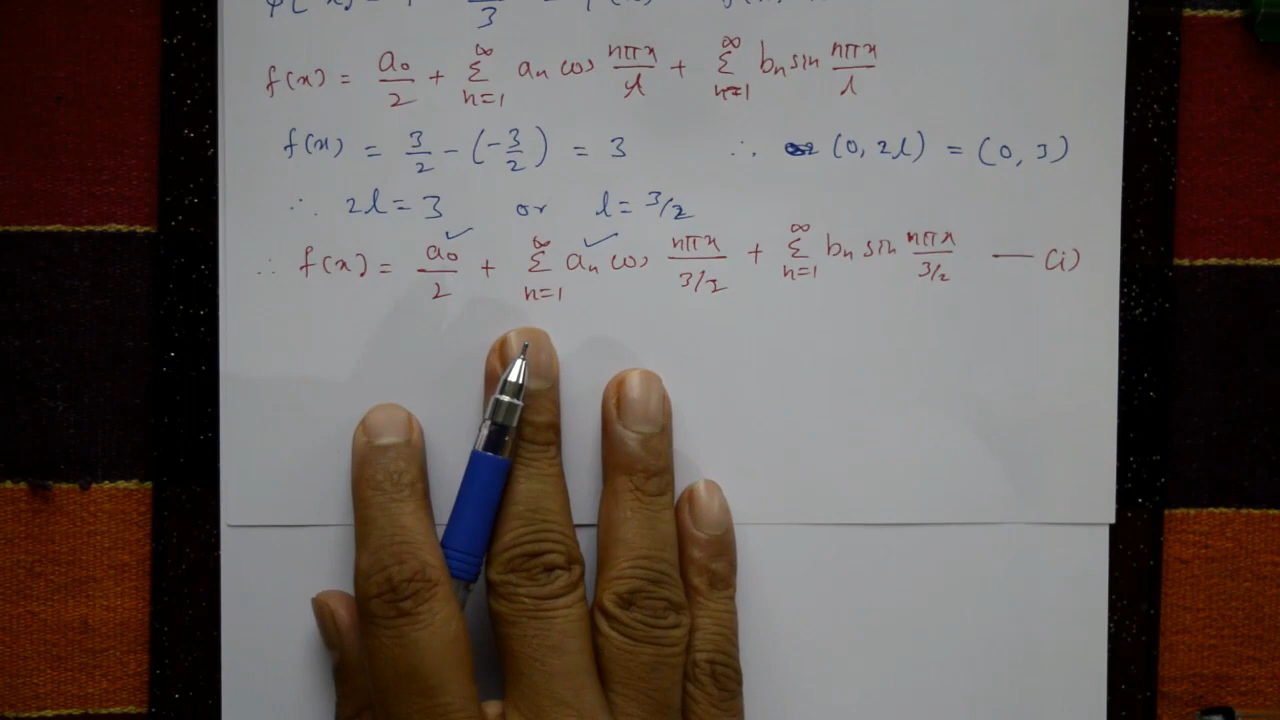 3
f(x) = a₀/2 + Σ_{n=1}^{∞} aₙ cos nπx/l + Σ_{n=1}^{∞} bₙ sin nπx/l
f(x) = 3/2 - (-3/2) = 3 ∴ (0, 2l) = (0, 3)
∴ 2l = 3 or l = 3/2
∴ f(x) = a₀/2 + Σ_{n=1}^{∞} aₙ cos nπx/3/2 + Σ_{n=1}^{∞} bₙ sin nπx/3/2 — (i)